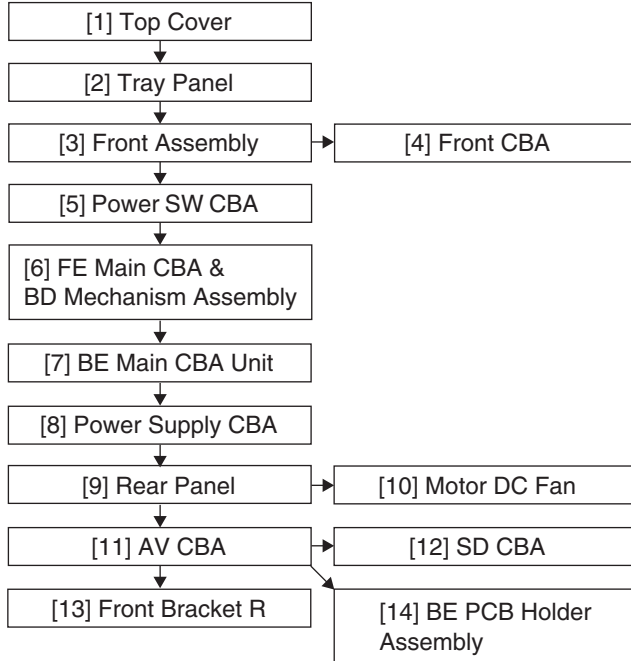 [1] Top Cover
[2] Tray Panel
[3] Front Assembly
[4] Front CBA
[5] Power SW CBA
[6] FE Main CBA &
BD Mechanism Assembly
[7] BE Main CBA Unit
[8] Power Supply CBA
[9] Rear Panel
[10] Motor DC Fan
[11] AV CBA
[12] SD CBA
[13] Front Bracket R
[14] BE PCB Holder
Assembly